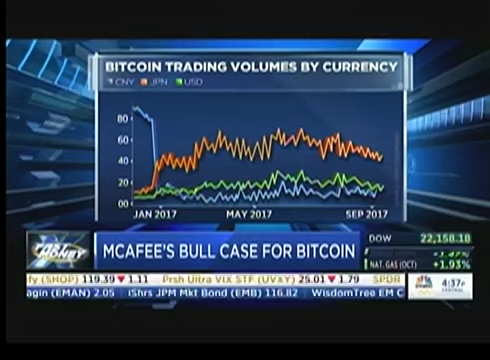 BITCOIN TRADING VOLUMES BY CURRENCY
CNY JPN USD
80
60
40
20
00
JAN 2017 MAY 2017 SEP 2017
FAST MONEY
MCAFEE'S BULL CASE FOR BITCOIN
DOW 22,158.18
NAT. GAS (OCT) +1.93%
fy (SHOP) 119.39 ▼ 1.11 Prsh Ultra VIX STF (UVXY) 25.01 ▼ 1.79 SPDR
agin (EMAN) 2.05 iShrs JPM Mkt Bond (EMB) 116.82 WisdomTree EM C
CNBC
4:37P
CENTRAL